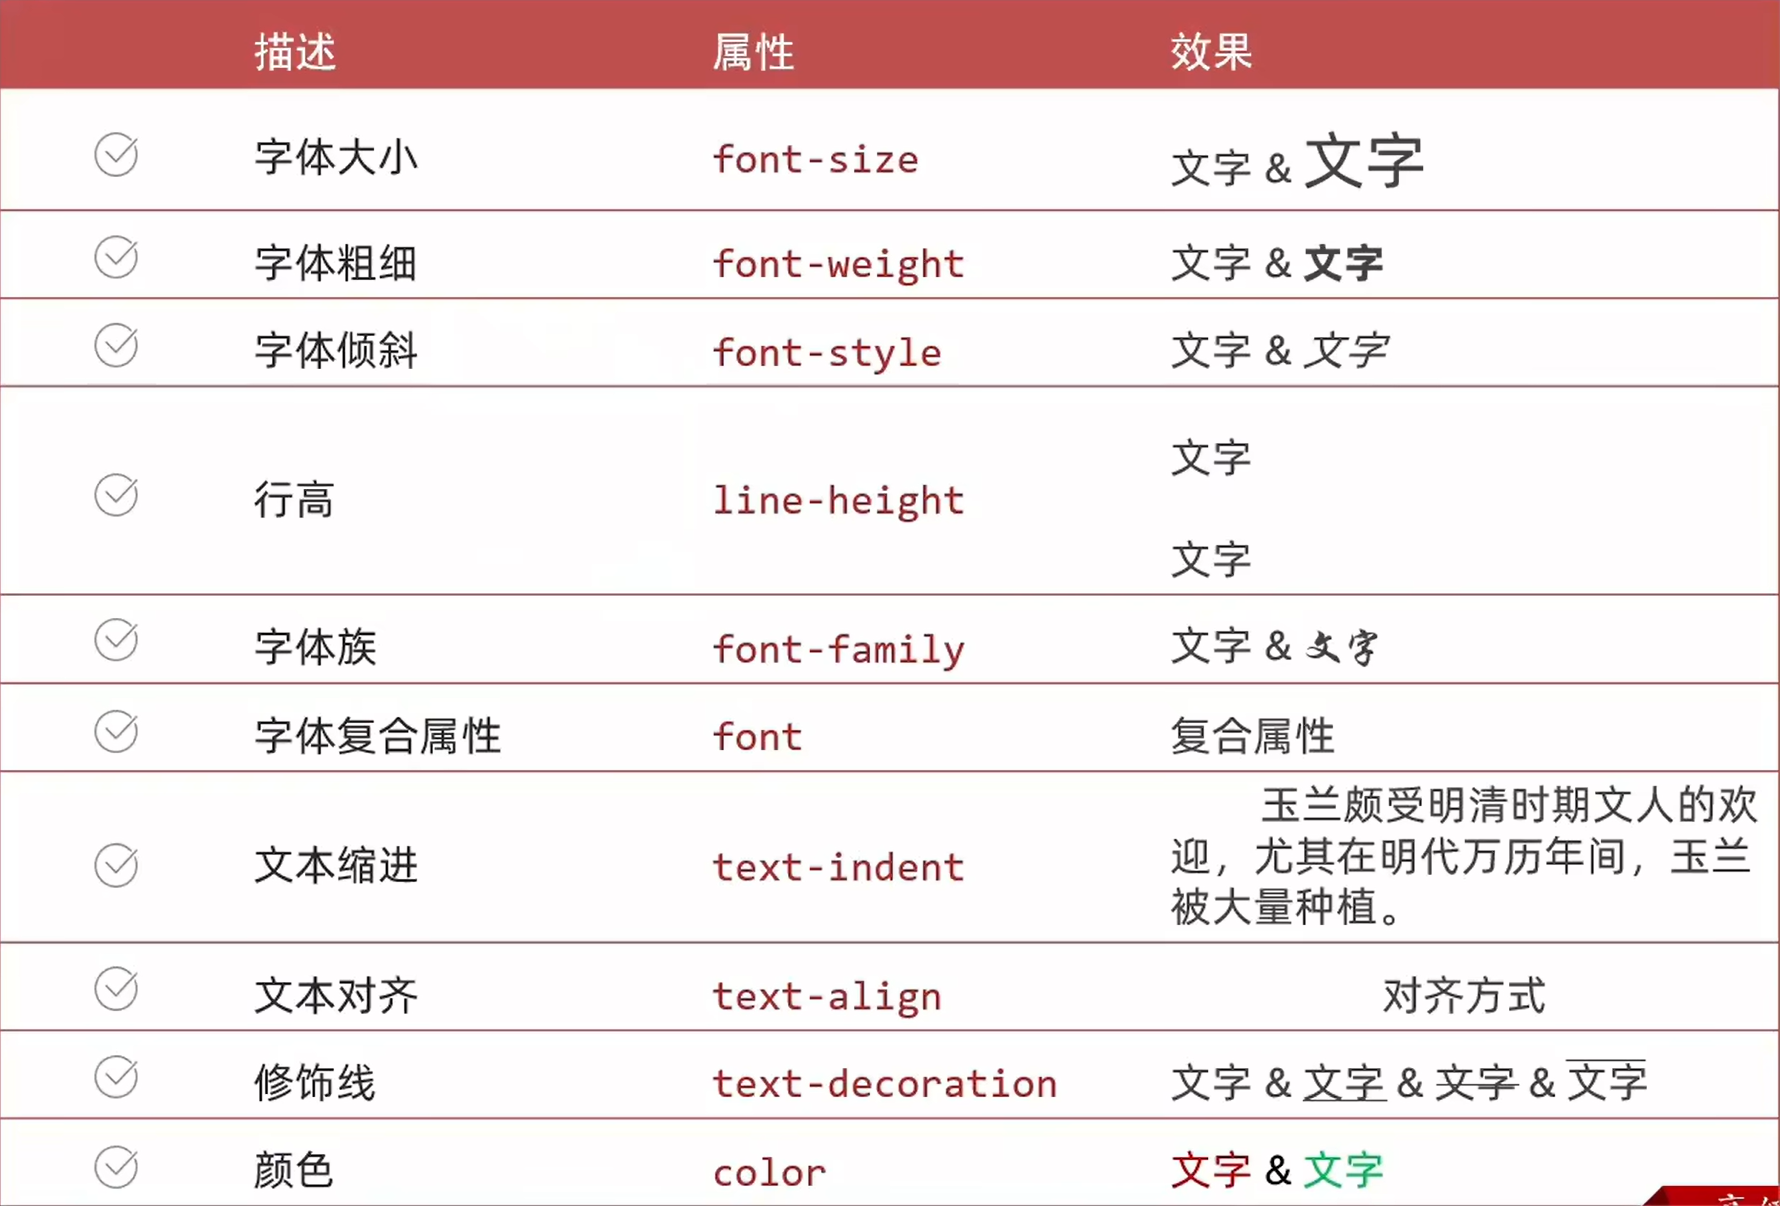 描述 属性 效果
字体大小 font-size 文字 & 文字
字体粗细 font-weight 文字 & 文字
字体倾斜 font-style 文字 & 文字
文字
行高 line-height
文字
字体族 font-family 文字 & 文字
字体复合属性 font 复合属性
玉兰颇受明清时期文人的欢
文本缩进 text-indent 迎，尤其在明代万历年间，玉兰
被大量种植。
文本对齐 text-align 对齐方式
修饰线 text-decoration 文字 & 文字 & 文字 & 文字
颜色 color 文字 & 文字